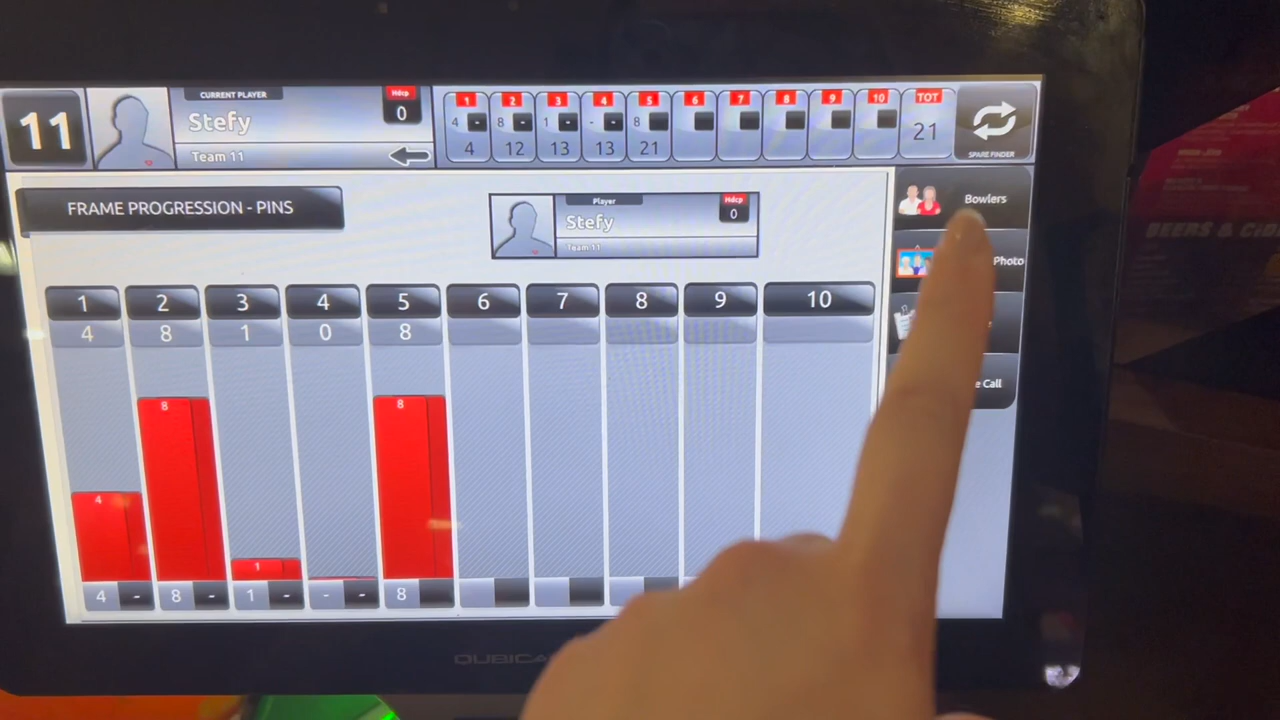 11
CURRENT PLAYER
Hdcp
0
Stefy
Team 11
1 2 3 4 5 6 7 8 9 10 TOT
4 - 8 - 1 - - - 8
4 12 13 13 21 21
SPARE FINDER
FRAME PROGRESSION - PINS
Player
Hdcp
0
Stefy
Team 11
Bowlers
Photo
Call
1 2 3 4 5 6 7 8 9 10
4 8 1 0 8
8 8
4
1
4 - 8 - 1 - - - 8
BEERS &